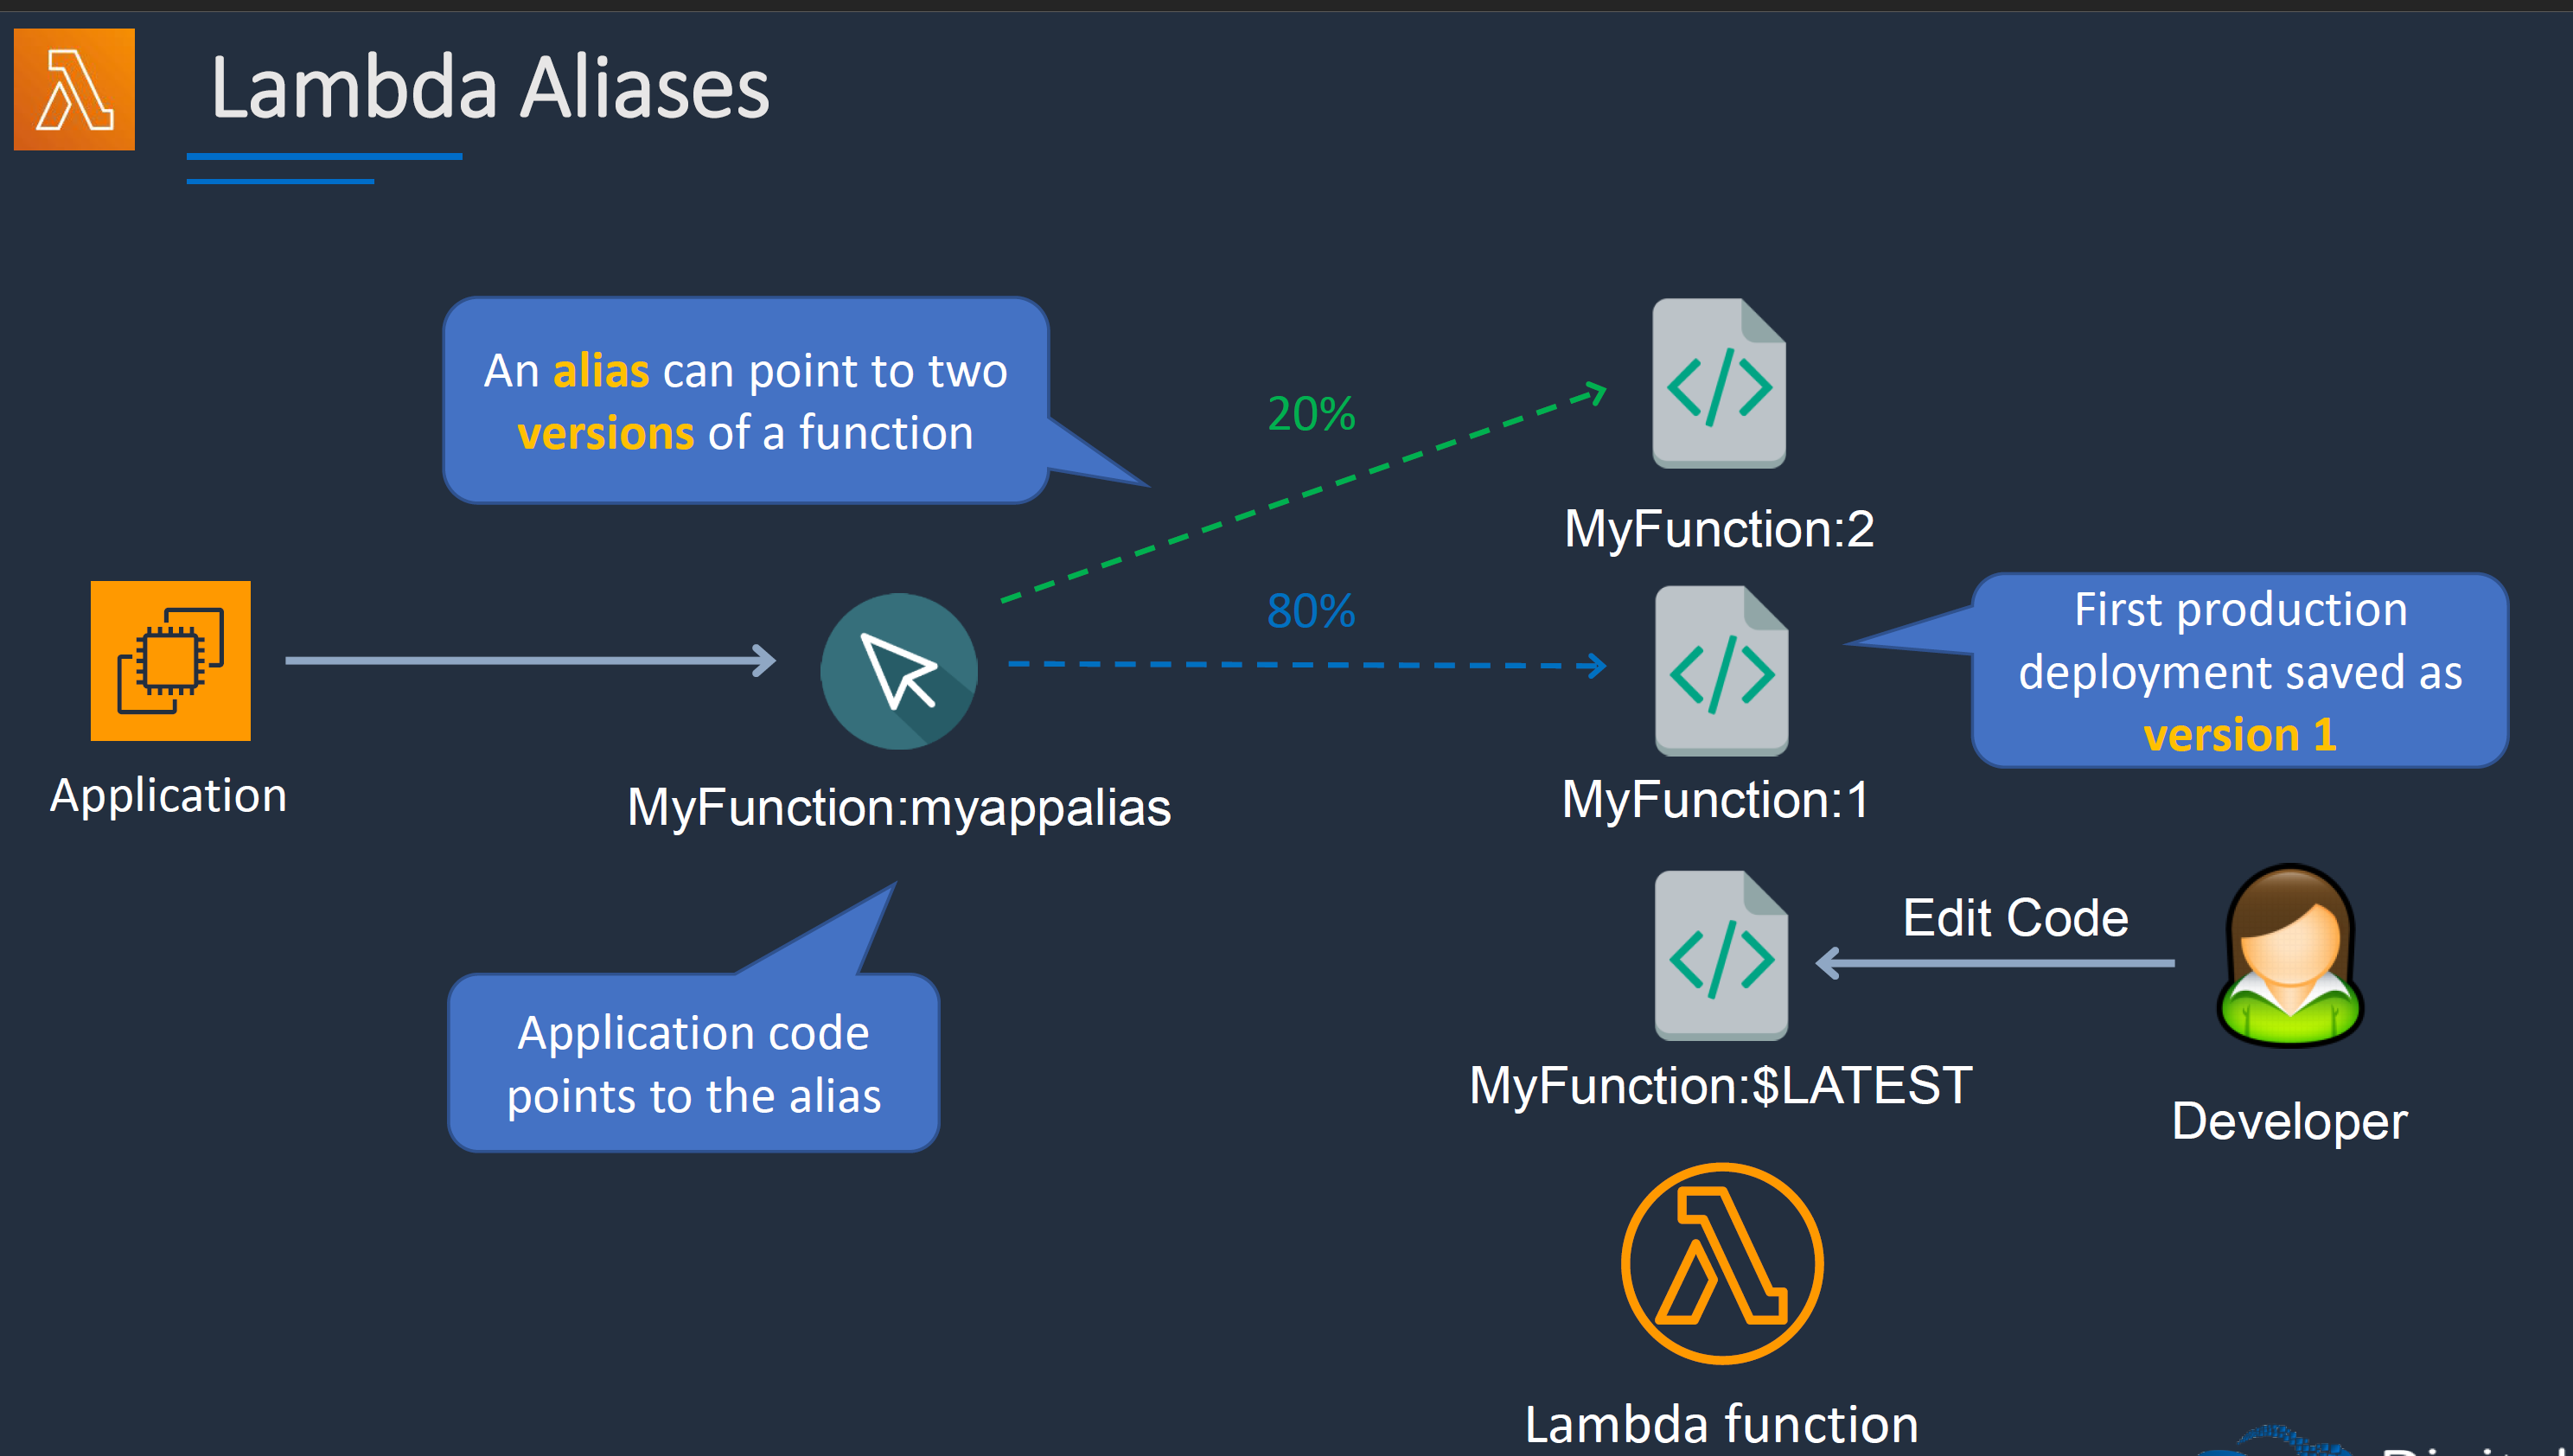 Lambda Aliases
An alias can point to two
versions of a function
20%
MyFunction:2
80%
First production
deployment saved as
version 1
Application
MyFunction:myappalias
MyFunction:1
Edit Code
Application code
points to the alias
MyFunction:$LATEST
Developer
Lambda function